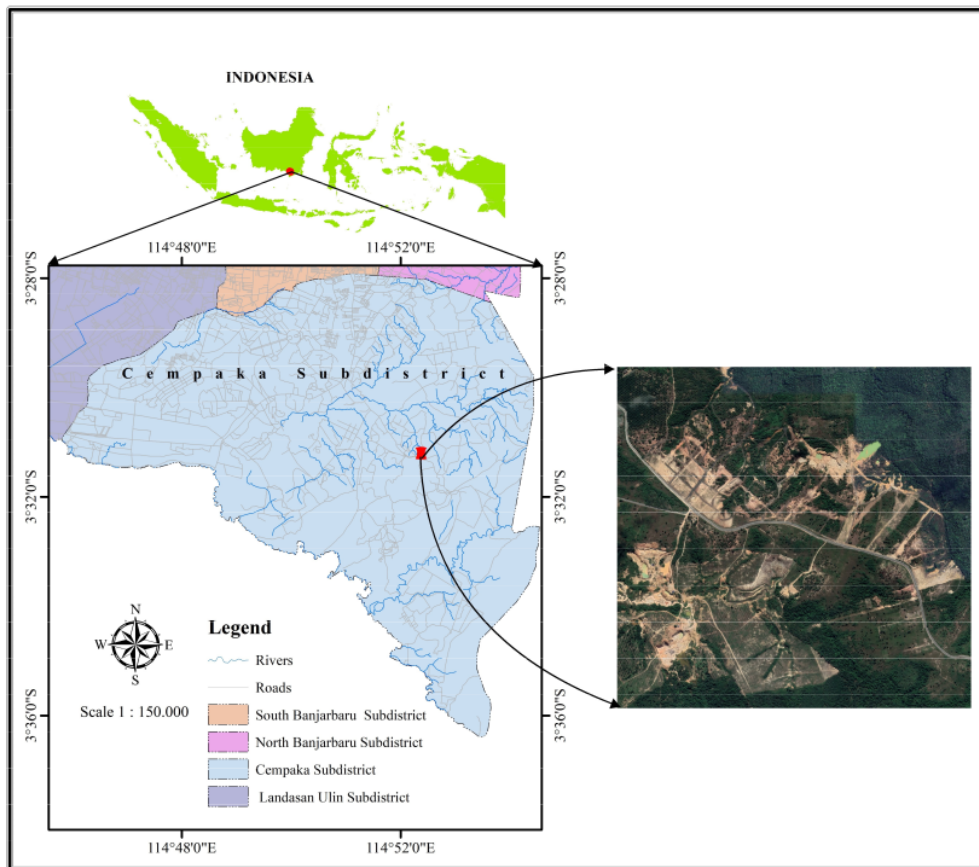 INDONESIA
114°48'0"E 114°52'0"E
3°28'0"S 3°28'0"S
Cempaka Subdistrict
3°32'0"S 3°32'0"S
N
W E
S
Scale 1 : 150.000
Legend
Rivers
Roads
South Banjarbaru Subdistrict
North Banjarbaru Subdistrict
Cempaka Subdistrict
Landasan Ulin Subdistrict
3°36'0"S 3°36'0"S
114°48'0"E 114°52'0"E